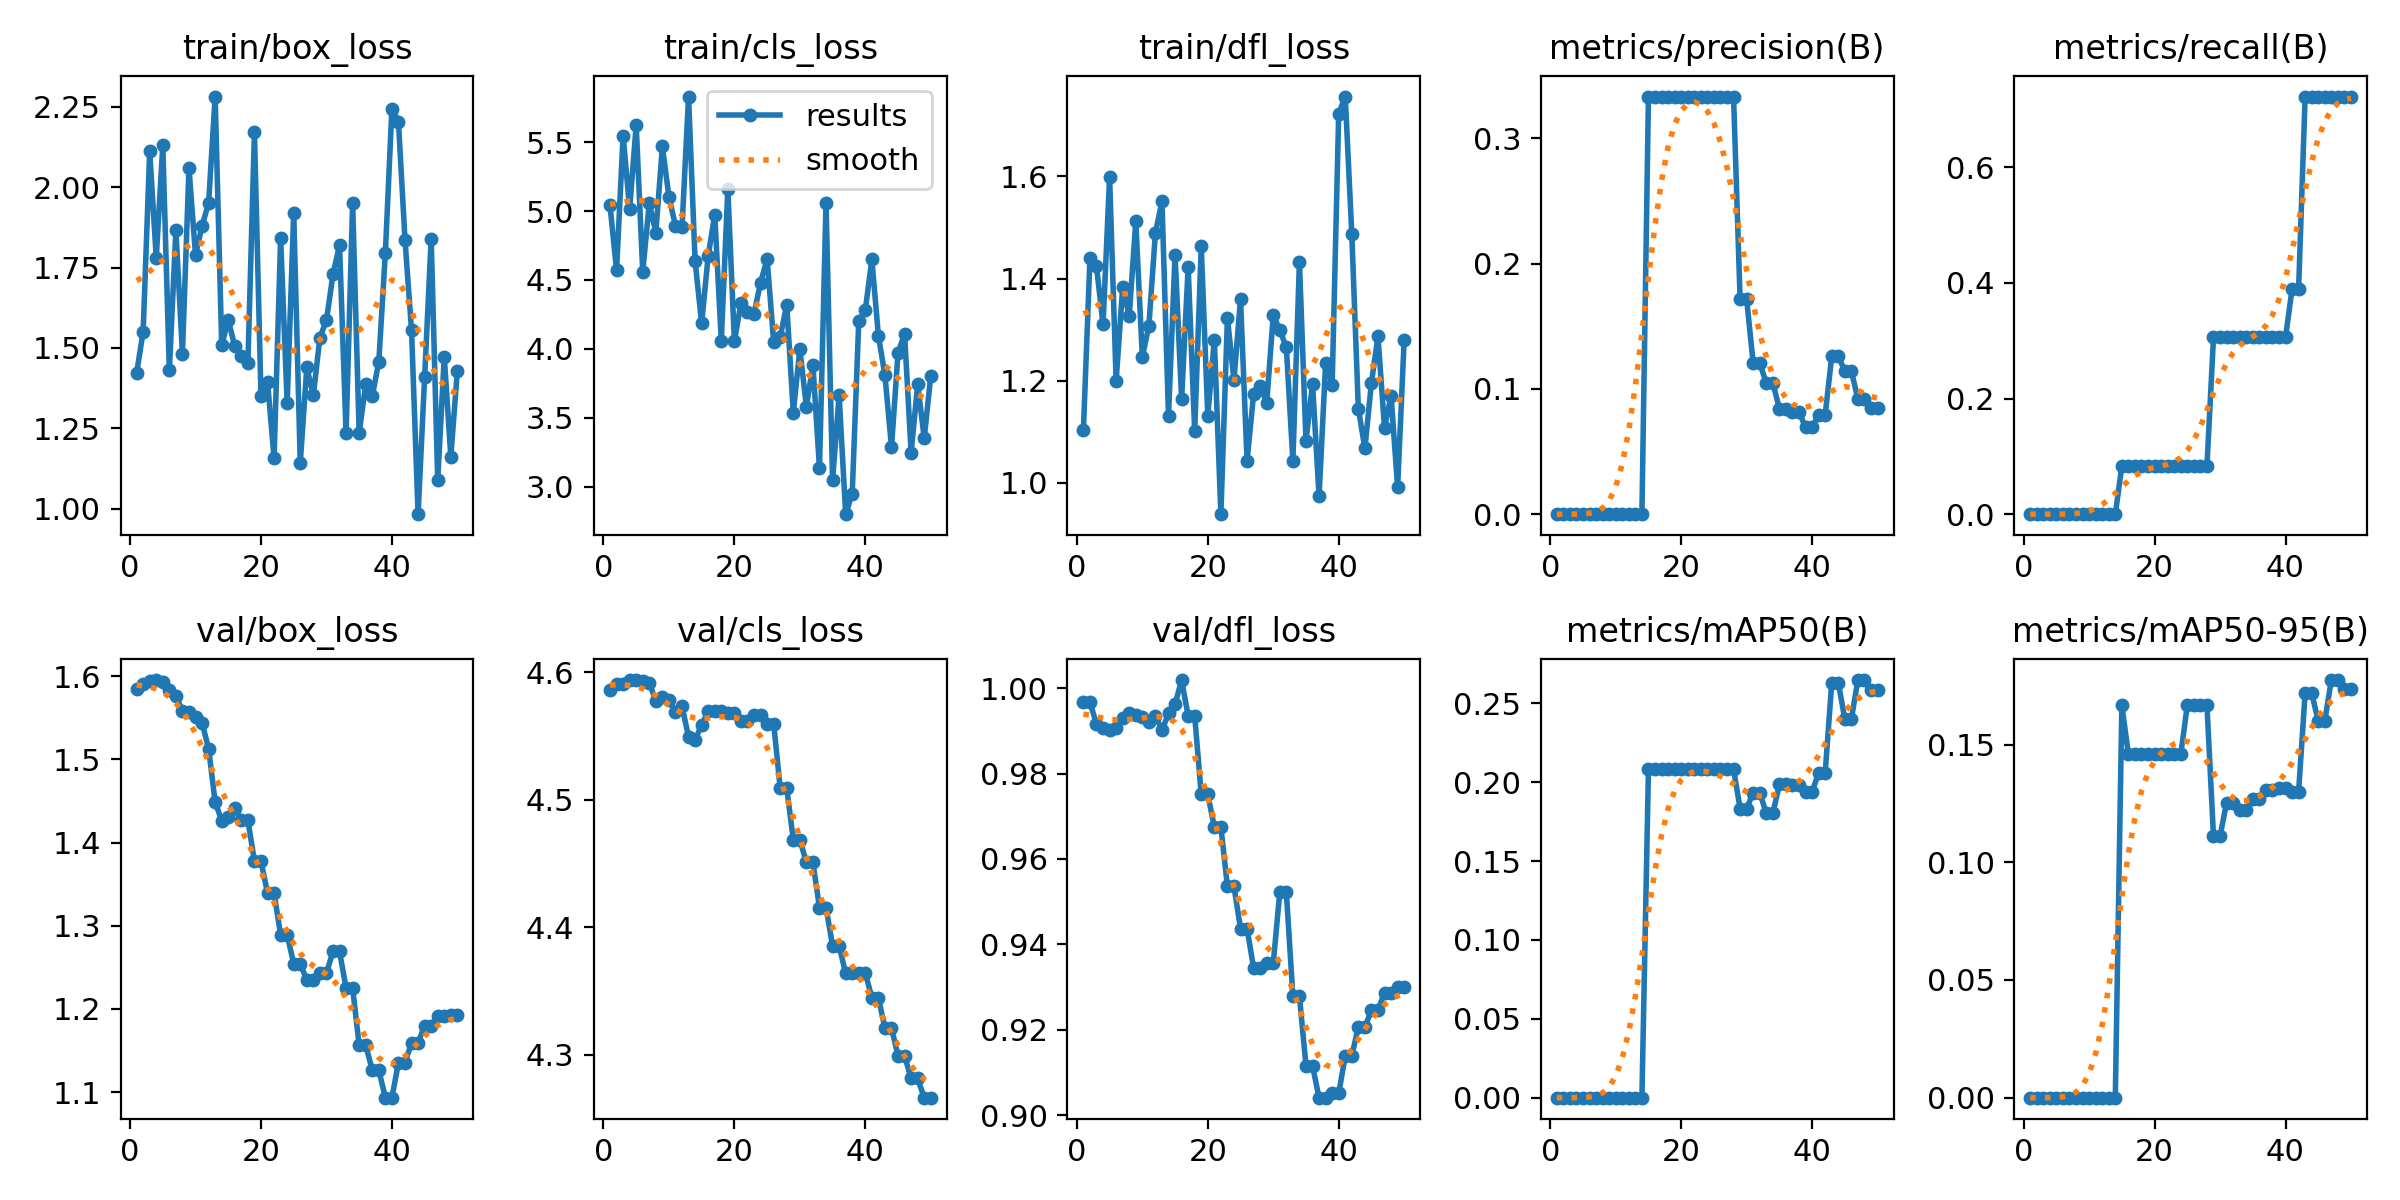 train/box_loss
train/cls_loss
train/dfl_loss
metrics/precision(B)
metrics/recall(B)
2.25
2.00
1.75
1.50
1.25
1.00
0 20 40
results
smooth
5.5
5.0
4.5
4.0
3.5
3.0
0 20 40
1.6
1.4
1.2
1.0
0 20 40
0.3
0.2
0.1
0.0
0 20 40
0.6
0.4
0.2
0.0
0 20 40
val/box_loss
val/cls_loss
val/dfl_loss
metrics/mAP50(B)
metrics/mAP50-95(B)
1.6
1.5
1.4
1.3
1.2
1.1
0 20 40
4.6
4.5
4.4
4.3
0 20 40
1.00
0.98
0.96
0.94
0.92
0.90
0 20 40
0.25
0.20
0.15
0.10
0.05
0.00
0 20 40
0.15
0.10
0.05
0.00
0 20 40